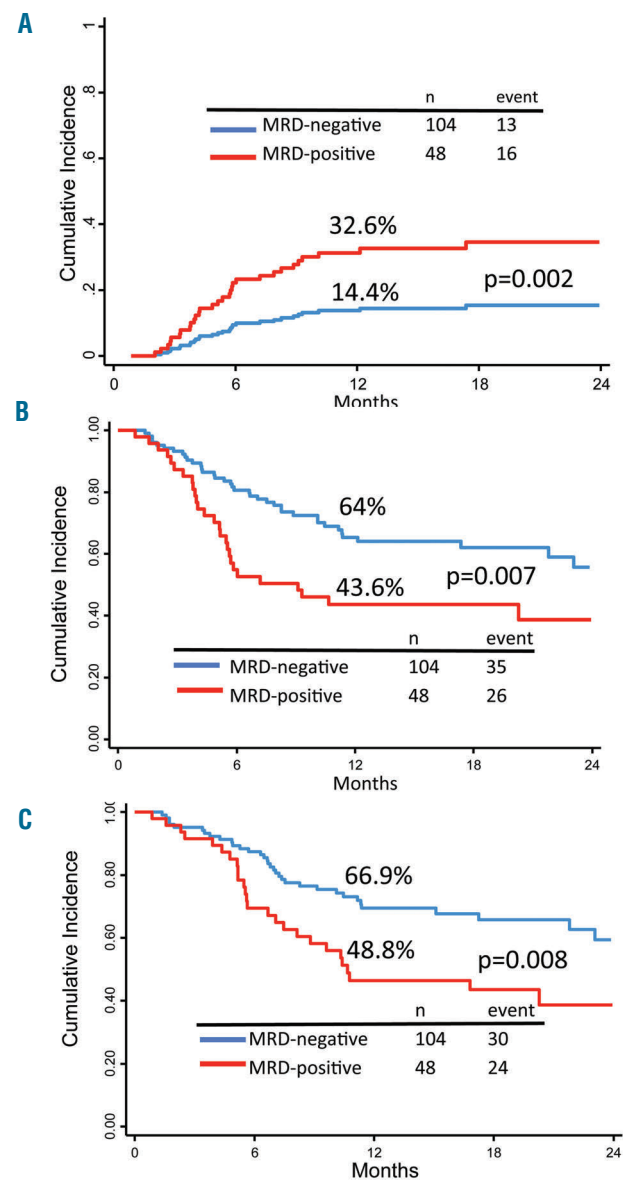 A
Cumulative Incidence
1
.8
.6
.4
.2
0
n event
MRD-negative 104 13
MRD-positive 48 16
32.6%
14.4%
p=0.002
0 6 12 18 24
Months
B
Cumulative Incidence
1.00
0.80
0.60
0.40
0.20
0.00
64%
43.6%
p=0.007
n event
MRD-negative 104 35
MRD-positive 48 26
0 6 12 18 24
Months
C
Cumulative Incidence
1.00
0.80
0.60
0.40
0.20
0.00
66.9%
48.8%
p=0.008
n event
MRD-negative 104 30
MRD-positive 48 24
0 6 12 18 24
Months